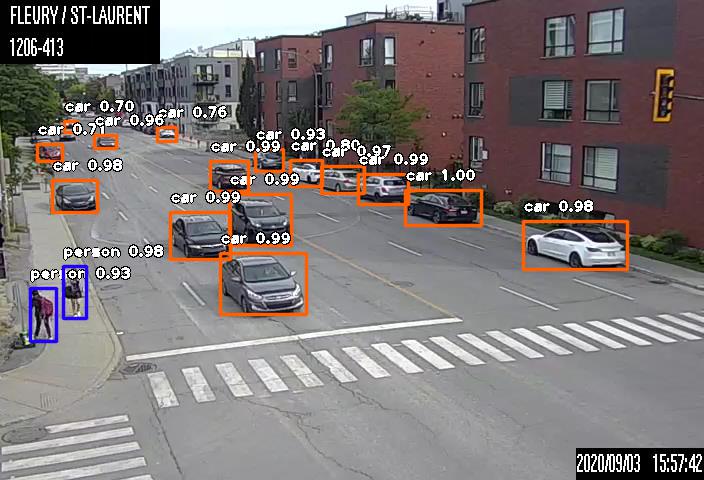 FLEURY / ST-LAURENT
1206-413
car 0.70
car 0.96
car 0.76
car 0.71
car 0.93
car 0.99
car 0.80
car 0.97
car 0.98
car 0.99
car 0.99
car 1.00
car 0.99
car 0.98
car 0.99
person 0.98
person 0.93
2020/09/03 15:57:42